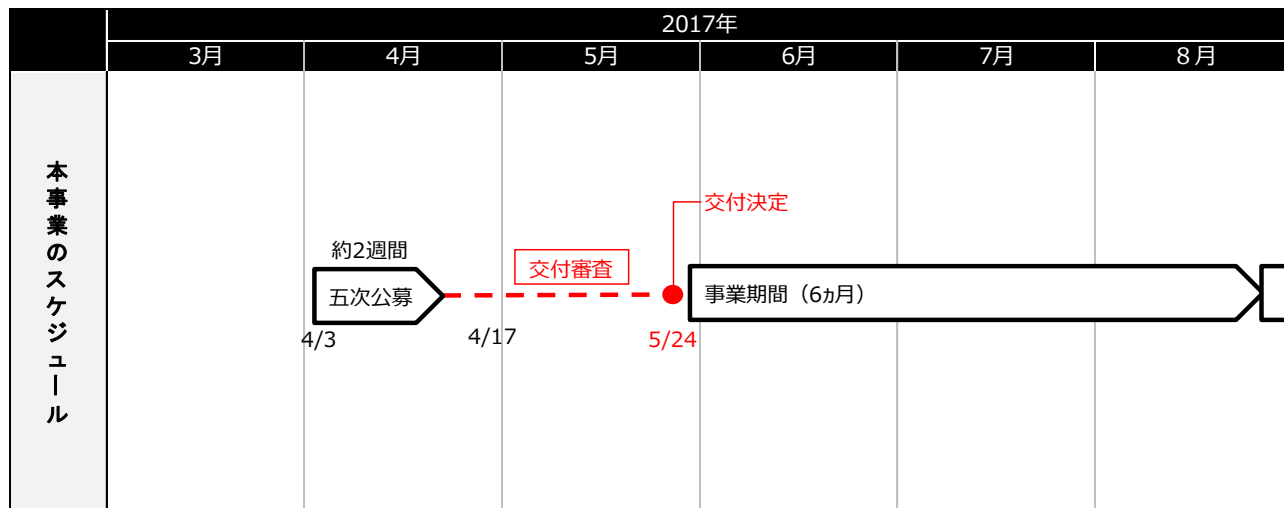 2017年
3月
4月
5月
6月
7月
8月
本事業のスケジュール
交付決定
約2週間
交付審査
五次公募
事業期間（6ヵ月）
4/3
4/17
5/24